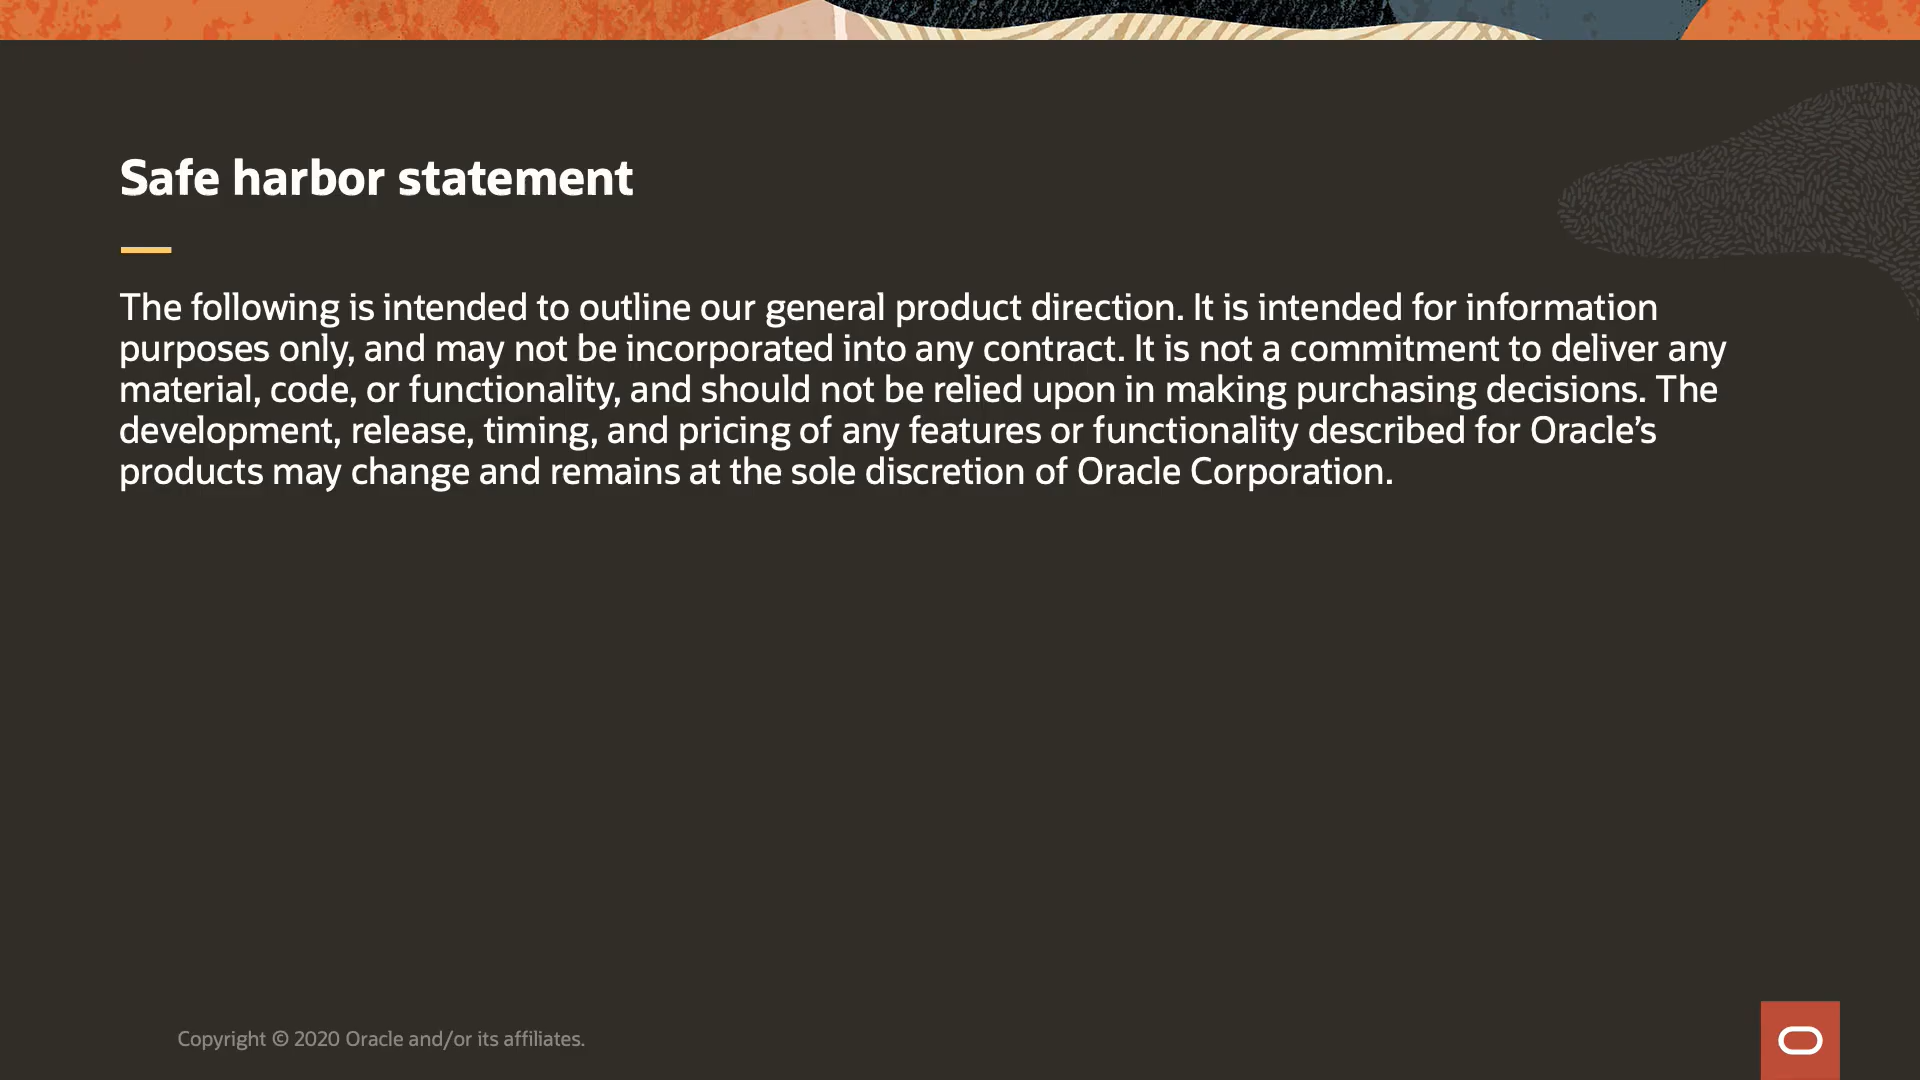 Safe harbor statement
The following is intended to outline our general product direction. It is intended for information
purposes only, and may not be incorporated into any contract. It is not a commitment to deliver any
material, code, or functionality, and should not be relied upon in making purchasing decisions. The
development, release, timing, and pricing of any features or functionality described for Oracle’s
products may change and remains at the sole discretion of Oracle Corporation.
Copyright © 2020 Oracle and/or its affiliates.